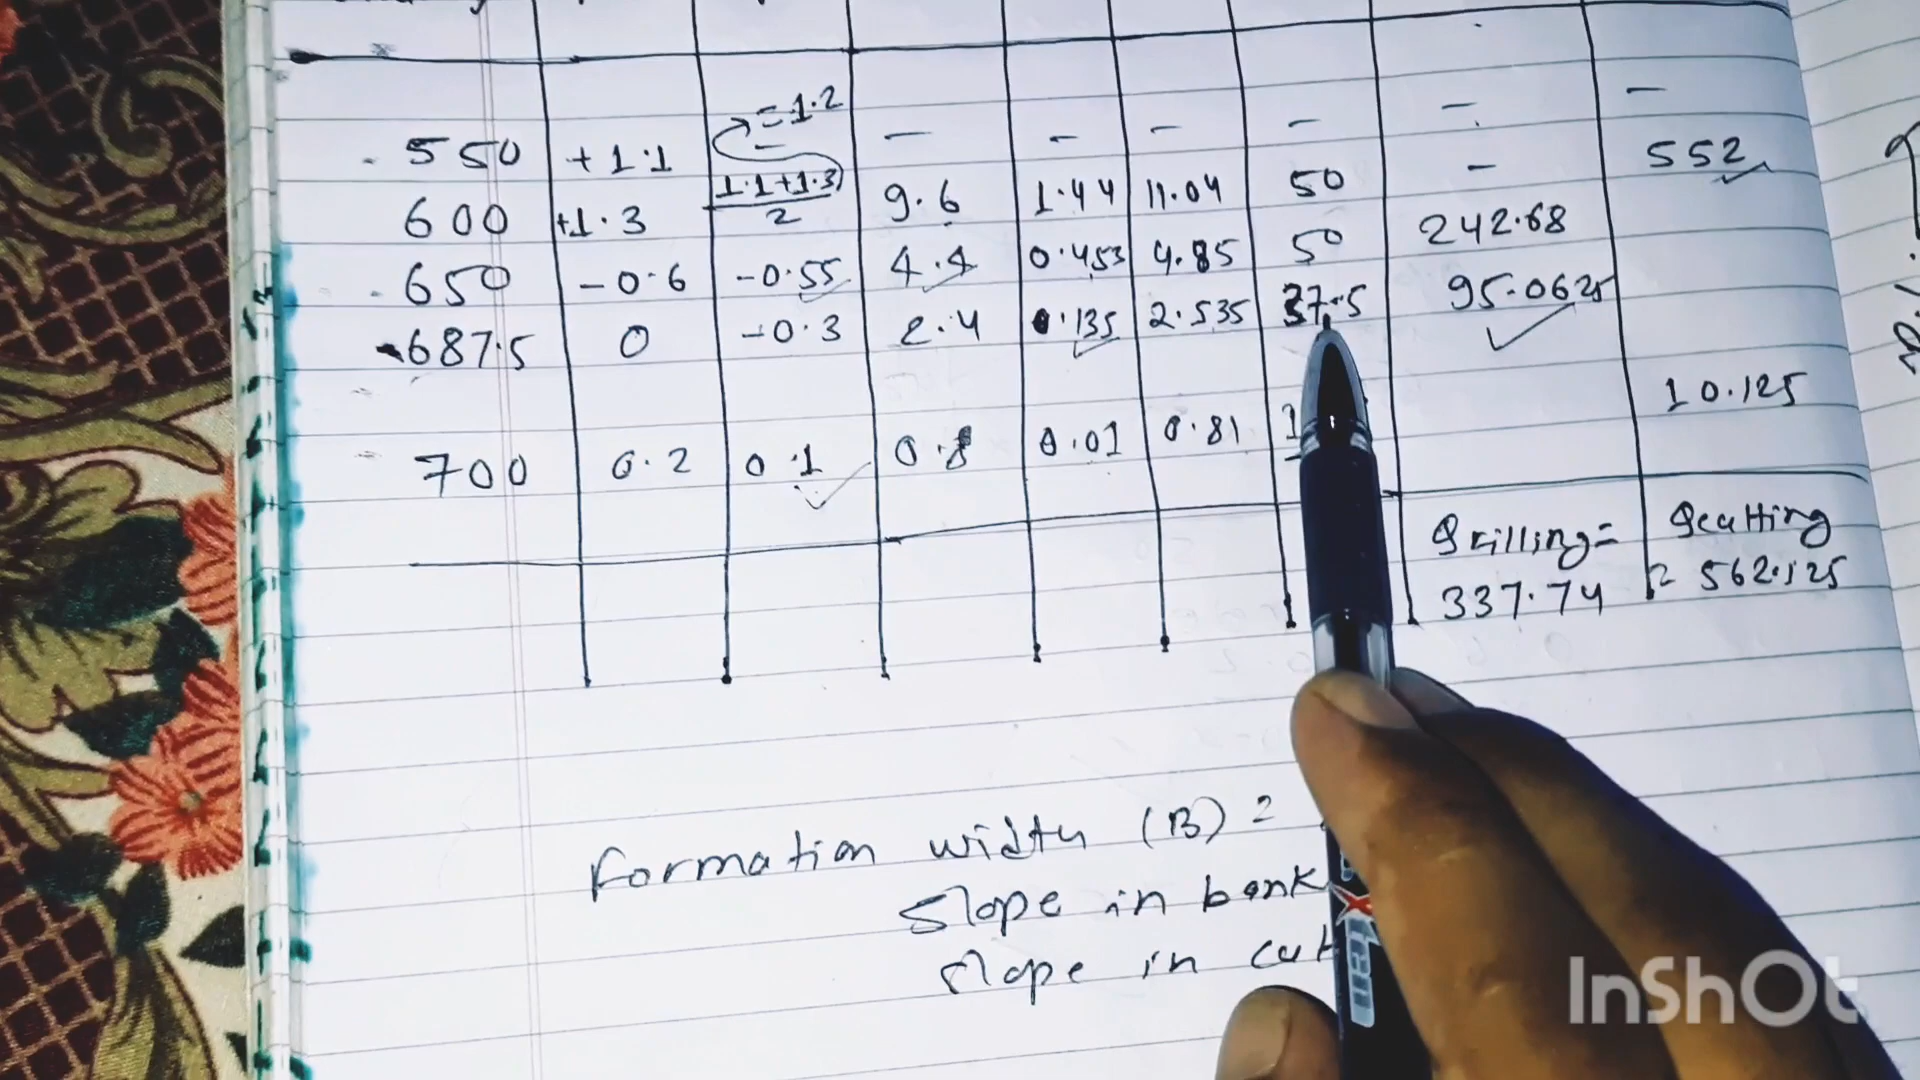 = 1.2
550 +1.1 – – – – – – –
600 +1.3 1.1+1.3/2 9.6 1.44 11.04 50 – 552
650 -0.6 -0.55 4.4 0.453 4.85 50 242.68
687.5 0 -0.3 2.4 0.135 2.535 37.5 95.0625
700 0.2 0.1 0.8 0.01 0.81 1 10.125
337.74 = 562.125
Formation width (B) =
Slope in bank
Slope in cut
InShOt